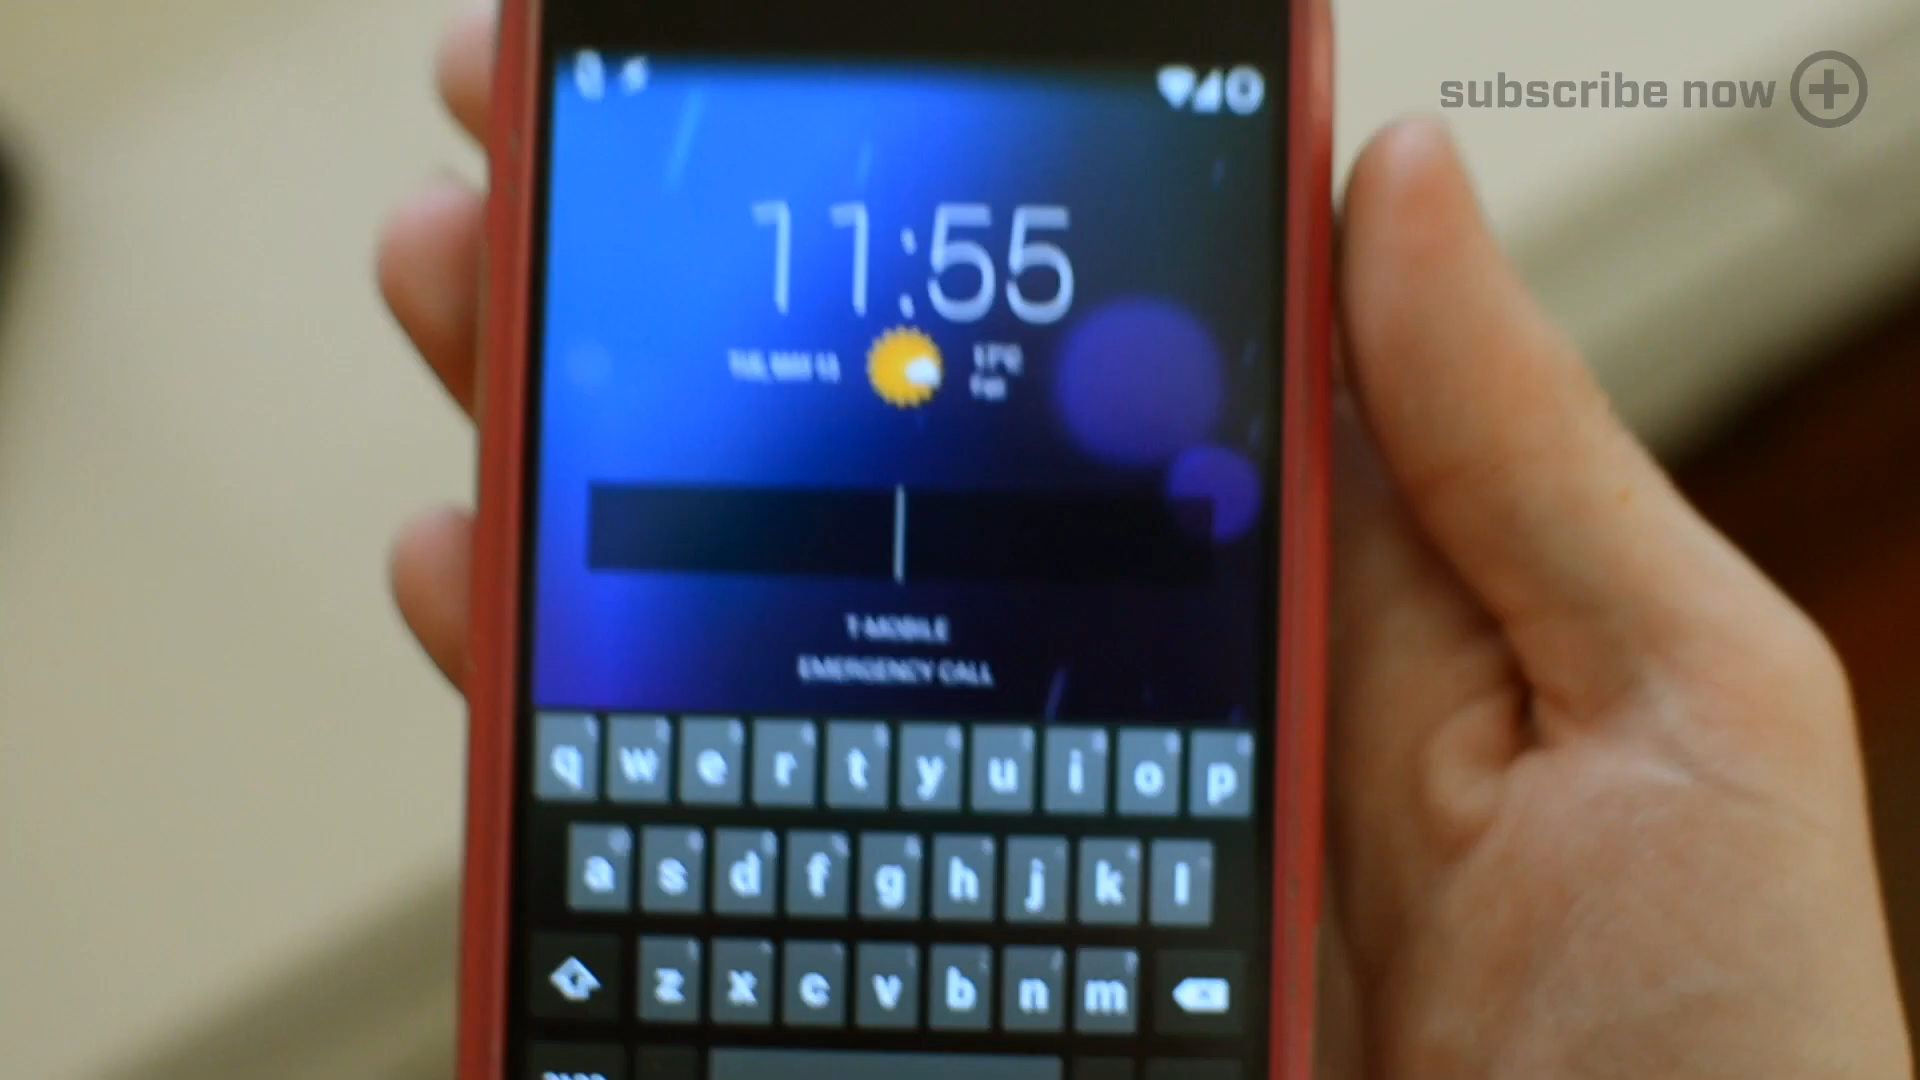 subscribe now
11:55
T-MOBILE
EMERGENCY CALL
q w e r t y u i o p
a s d f g h j k l
z x c v b n m